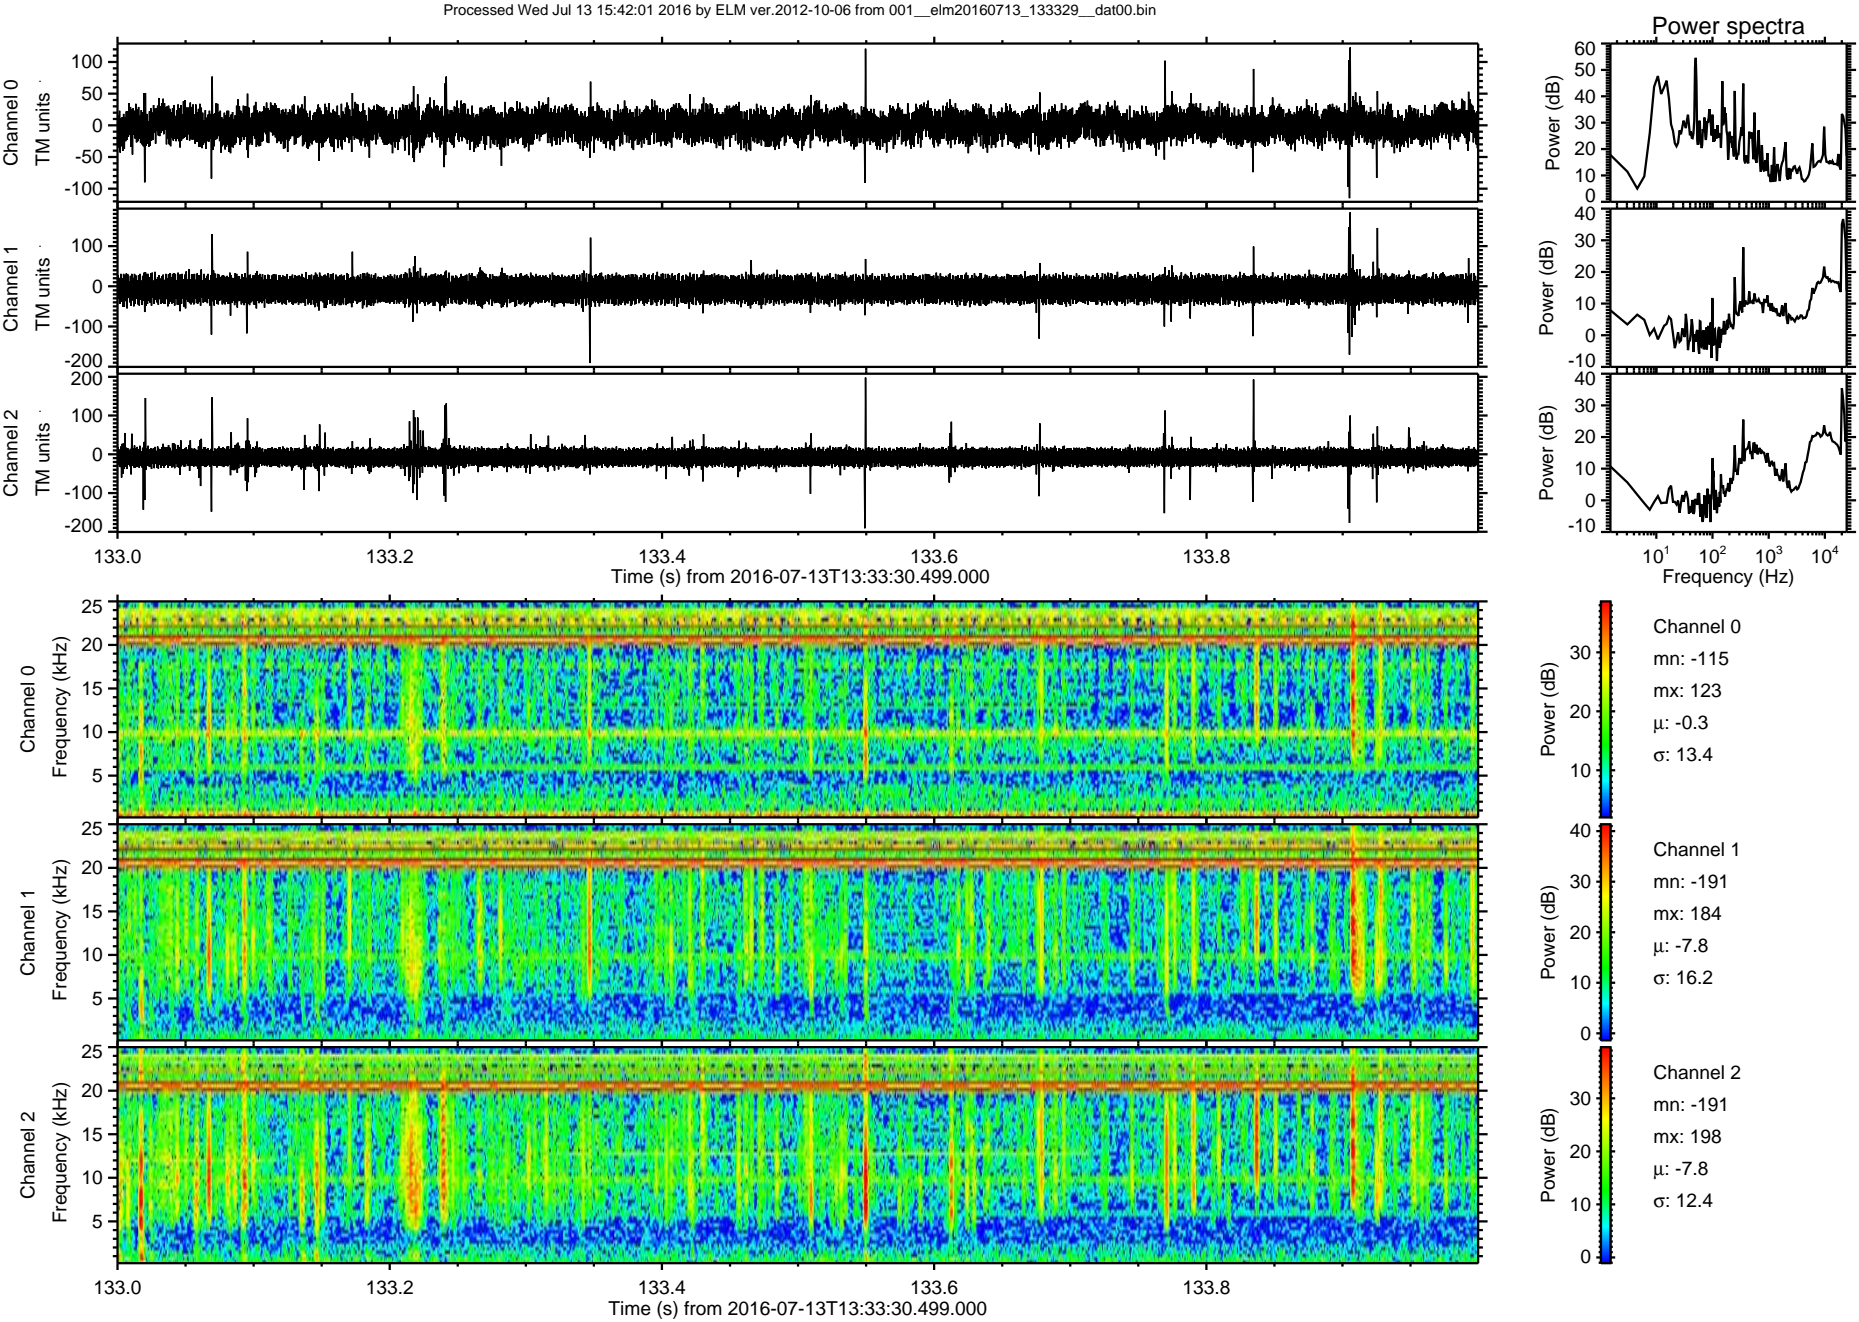 Processed Wed Jul 13 15:42:01 2016 by ELM ver.2012-10-06 from 001__elm20160713_133329__dat00.bin
Power spectra
Channel 0
TM units
100
50
0
-50
-100
Power (dB)
60
50
40
30
20
10
0
Channel 1
TM units
100
0
-100
-200
Power (dB)
40
30
20
10
0
-10
Channel 2
TM units
200
100
0
-100
-200
Power (dB)
40
30
20
10
0
-10
133.0 133.2 133.4 133.6 133.8
Time (s) from 2016-07-13T13:33:30.499.000
10¹ 10² 10³ 10⁴
Frequency (Hz)
Channel 0
Frequency (kHz)
25
20
15
10
5
Power (dB)
30
20
10
Channel 0
mn: -115
mx: 123
μ: -0.3
σ: 13.4
Channel 1
Frequency (kHz)
25
20
15
10
5
Power (dB)
40
30
20
10
0
Channel 1
mn: -191
mx: 184
μ: -7.8
σ: 16.2
Channel 2
Frequency (kHz)
25
20
15
10
5
Power (dB)
30
20
10
0
Channel 2
mn: -191
mx: 198
μ: -7.8
σ: 12.4
133.0 133.2 133.4 133.6 133.8
Time (s) from 2016-07-13T13:33:30.499.000